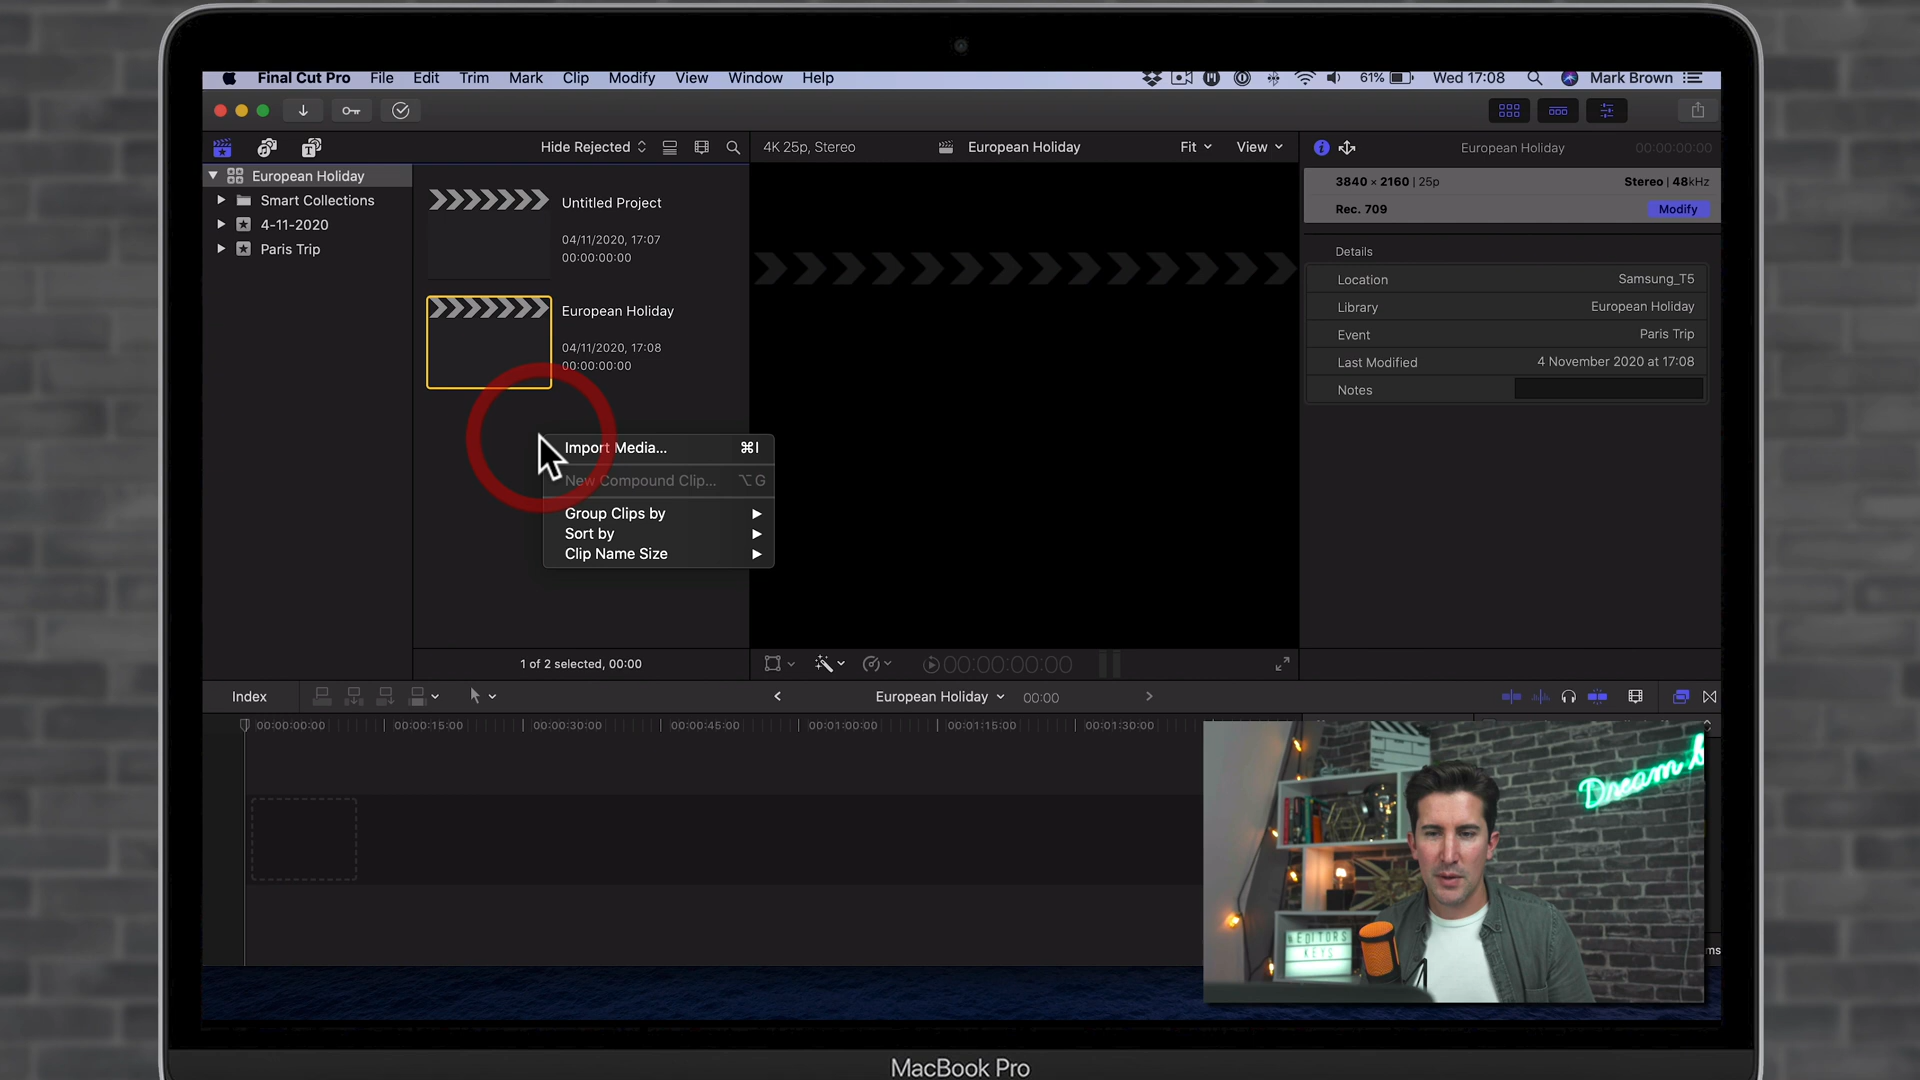 Final Cut Pro File Edit Trim Mark Clip Modify View Window Help 61% Wed 17:08 Mark Brown
Hide Rejected
4K 25p, Stereo
European Holiday
Fit
View
European Holiday
00:00:00:00
European Holiday
Smart Collections
4-11-2020
Paris Trip
Untitled Project
04/11/2020, 17:07
00:00:00:00
European Holiday
04/11/2020, 17:08
00:00:00:00
Import Media... ⌘I
New Compound Clip... ⌥G
Group Clips by
Sort by
Clip Name Size
1 of 2 selected, 00:00
00:00:00:00
3840 × 2160 | 25p Stereo | 48kHz
Rec. 709 Modify
Details
Location Samsung_T5
Library European Holiday
Event Paris Trip
Last Modified 4 November 2020 at 17:08
Notes
Index
European Holiday 00:00
00:00:00:00 00:00:15:00 00:00:30:00 00:00:45:00 00:01:00:00 00:01:15:00 00:01:30:00
Dream
EDITORS
KEYS
MacBook Pro